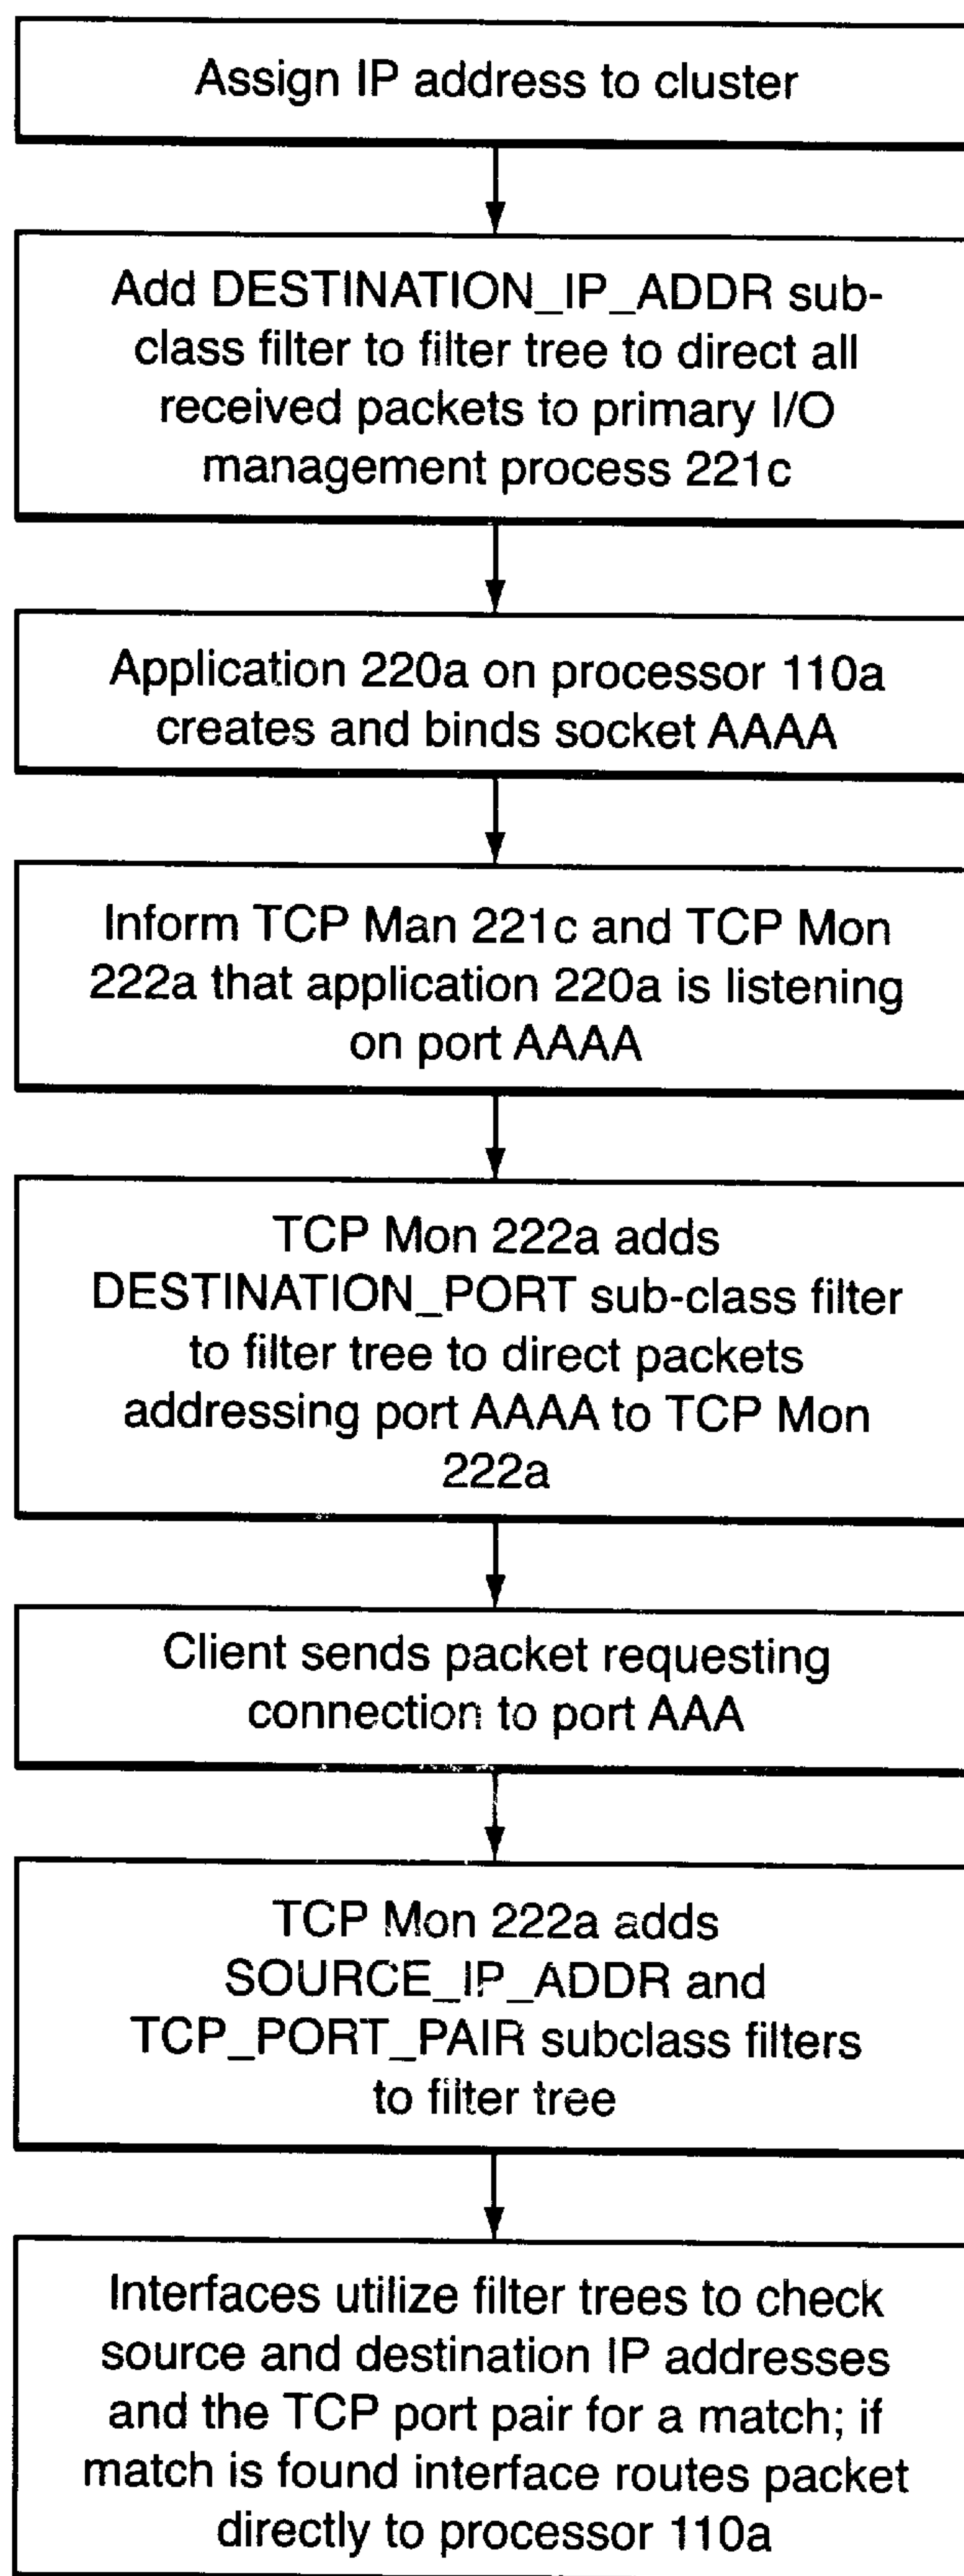 Assign IP address to cluster
Add DESTINATION_IP_ADDR sub-
class filter to filter tree to direct all
received packets to primary I/O
management process 221c
Application 220a on processor 110a
creates and binds socket AAAA
Inform TCP Man 221c and TCP Mon
222a that application 220a is listening
on port AAAA
TCP Mon 222a adds
DESTINATION_PORT sub-class filter
to filter tree to direct packets
addressing port AAAA to TCP Mon
222a
Client sends packet requesting
connection to port AAA
TCP Mon 222a adds
SOURCE_IP_ADDR and
TCP_PORT_PAIR subclass filters
to filter tree
Interfaces utilize filter trees to check
source and destination IP addresses
and the TCP port pair for a match; if
match is found interface routes packet
directly to processor 110a